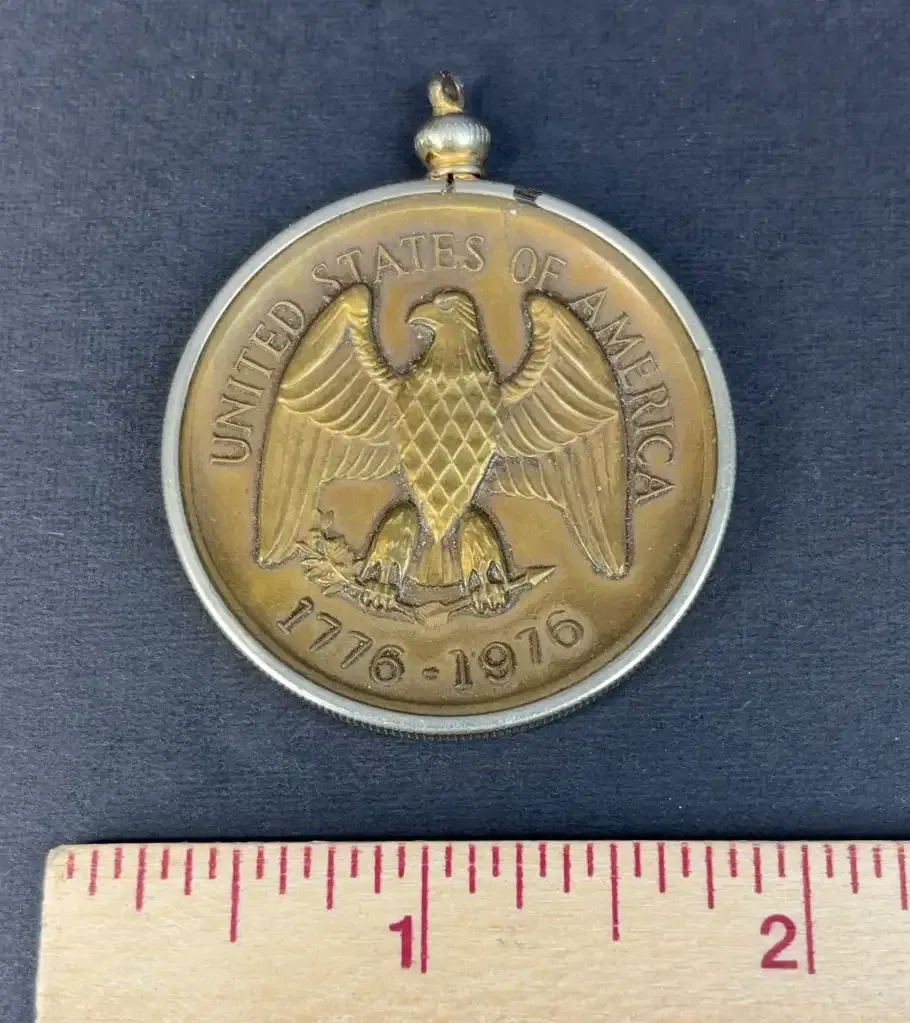 UNITED STATES OF AMERICA
1776 - 1976
1 2